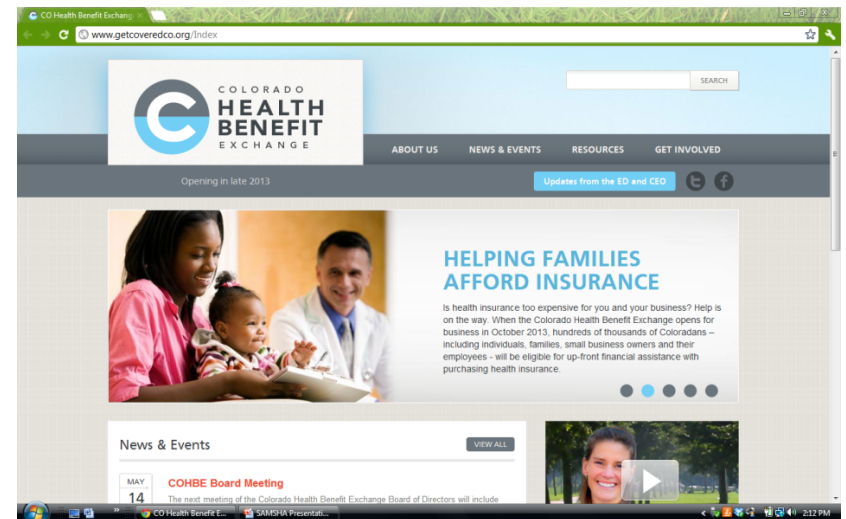 CO Health Benefit Exchang
www.getcoveredco.org/Index
COLORADO
HEALTH
BENEFIT
EXCHANGE
SEARCH
ABOUT US NEWS & EVENTS RESOURCES GET INVOLVED
Opening in late 2013
Updates from the ED and CEO
HELPING FAMILIES
AFFORD INSURANCE
Is health insurance too expensive for you and your business? Help is
on the way. When the Colorado Health Benefit Exchange opens for
business in October 2013, hundreds of thousands of Coloradans –
including individuals, families, small business owners and their
employees - will be eligible for up-front financial assistance with
purchasing health insurance.
News & Events
VIEW ALL
MAY
14
COHBE Board Meeting
The next meeting of the Colorado Health Benefit Exchange Board of Directors will include
CO Health Benefit E...
SAMSHA Presentati...
2:12 PM